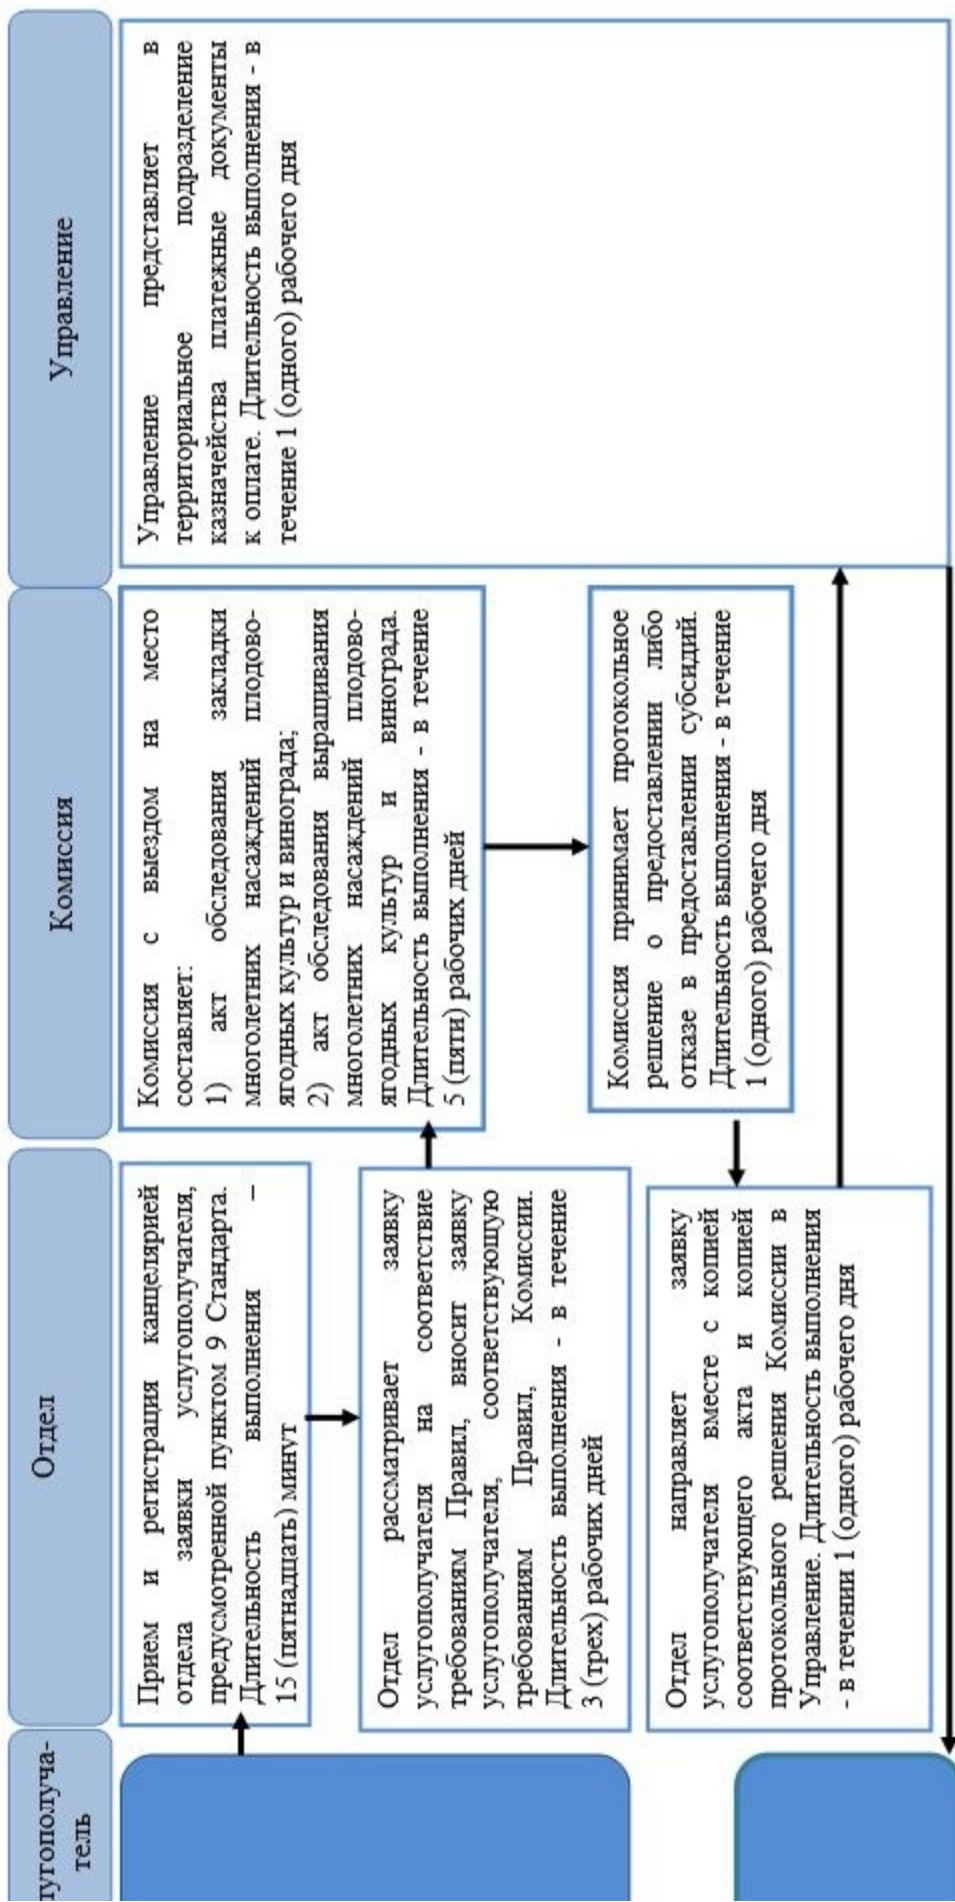 пугополуча-
тель
Отдел
Комиссия
Управление
Прием и регистрация канцелярией
отдела заявки услугополучателя,
предусмотренной пунктом 9 Стандарта.
Длительность выполнения –
15 (пятнадцать) минут
Отдел рассматривает заявку
услугополучателя на соответствие
требованиям Правил, вносит заявку
услугополучателя, соответствующую
требованиям Правил, Комиссии.
Длительность выполнения - в течение
3 (трех) рабочих дней
Отдел направляет заявку
услугополучателя вместе с копией
соответствующего акта и копией
протокольного решения Комиссии в
Управление. Длительность выполнения
- в течении 1 (одного) рабочего дня
Комиссия с выездом на место
составляет:
1) акт обследования закладки
многолетних насаждений плодово-
ягодных культур и винограда;
2) акт обследования выращивания
многолетних насаждений плодово-
ягодных культур и винограда.
Длительность выполнения - в течение
5 (пяти) рабочих дней
Комиссия принимает протокольное
решение о предоставлении либо
отказе в предоставлении субсидий.
Длительность выполнения - в течение
1 (одного) рабочего дня
Управление представляет в
территориальное подразделение
казначейства платежные документы
к оплате. Длительность выполнения - в
течение 1 (одного) рабочего дня